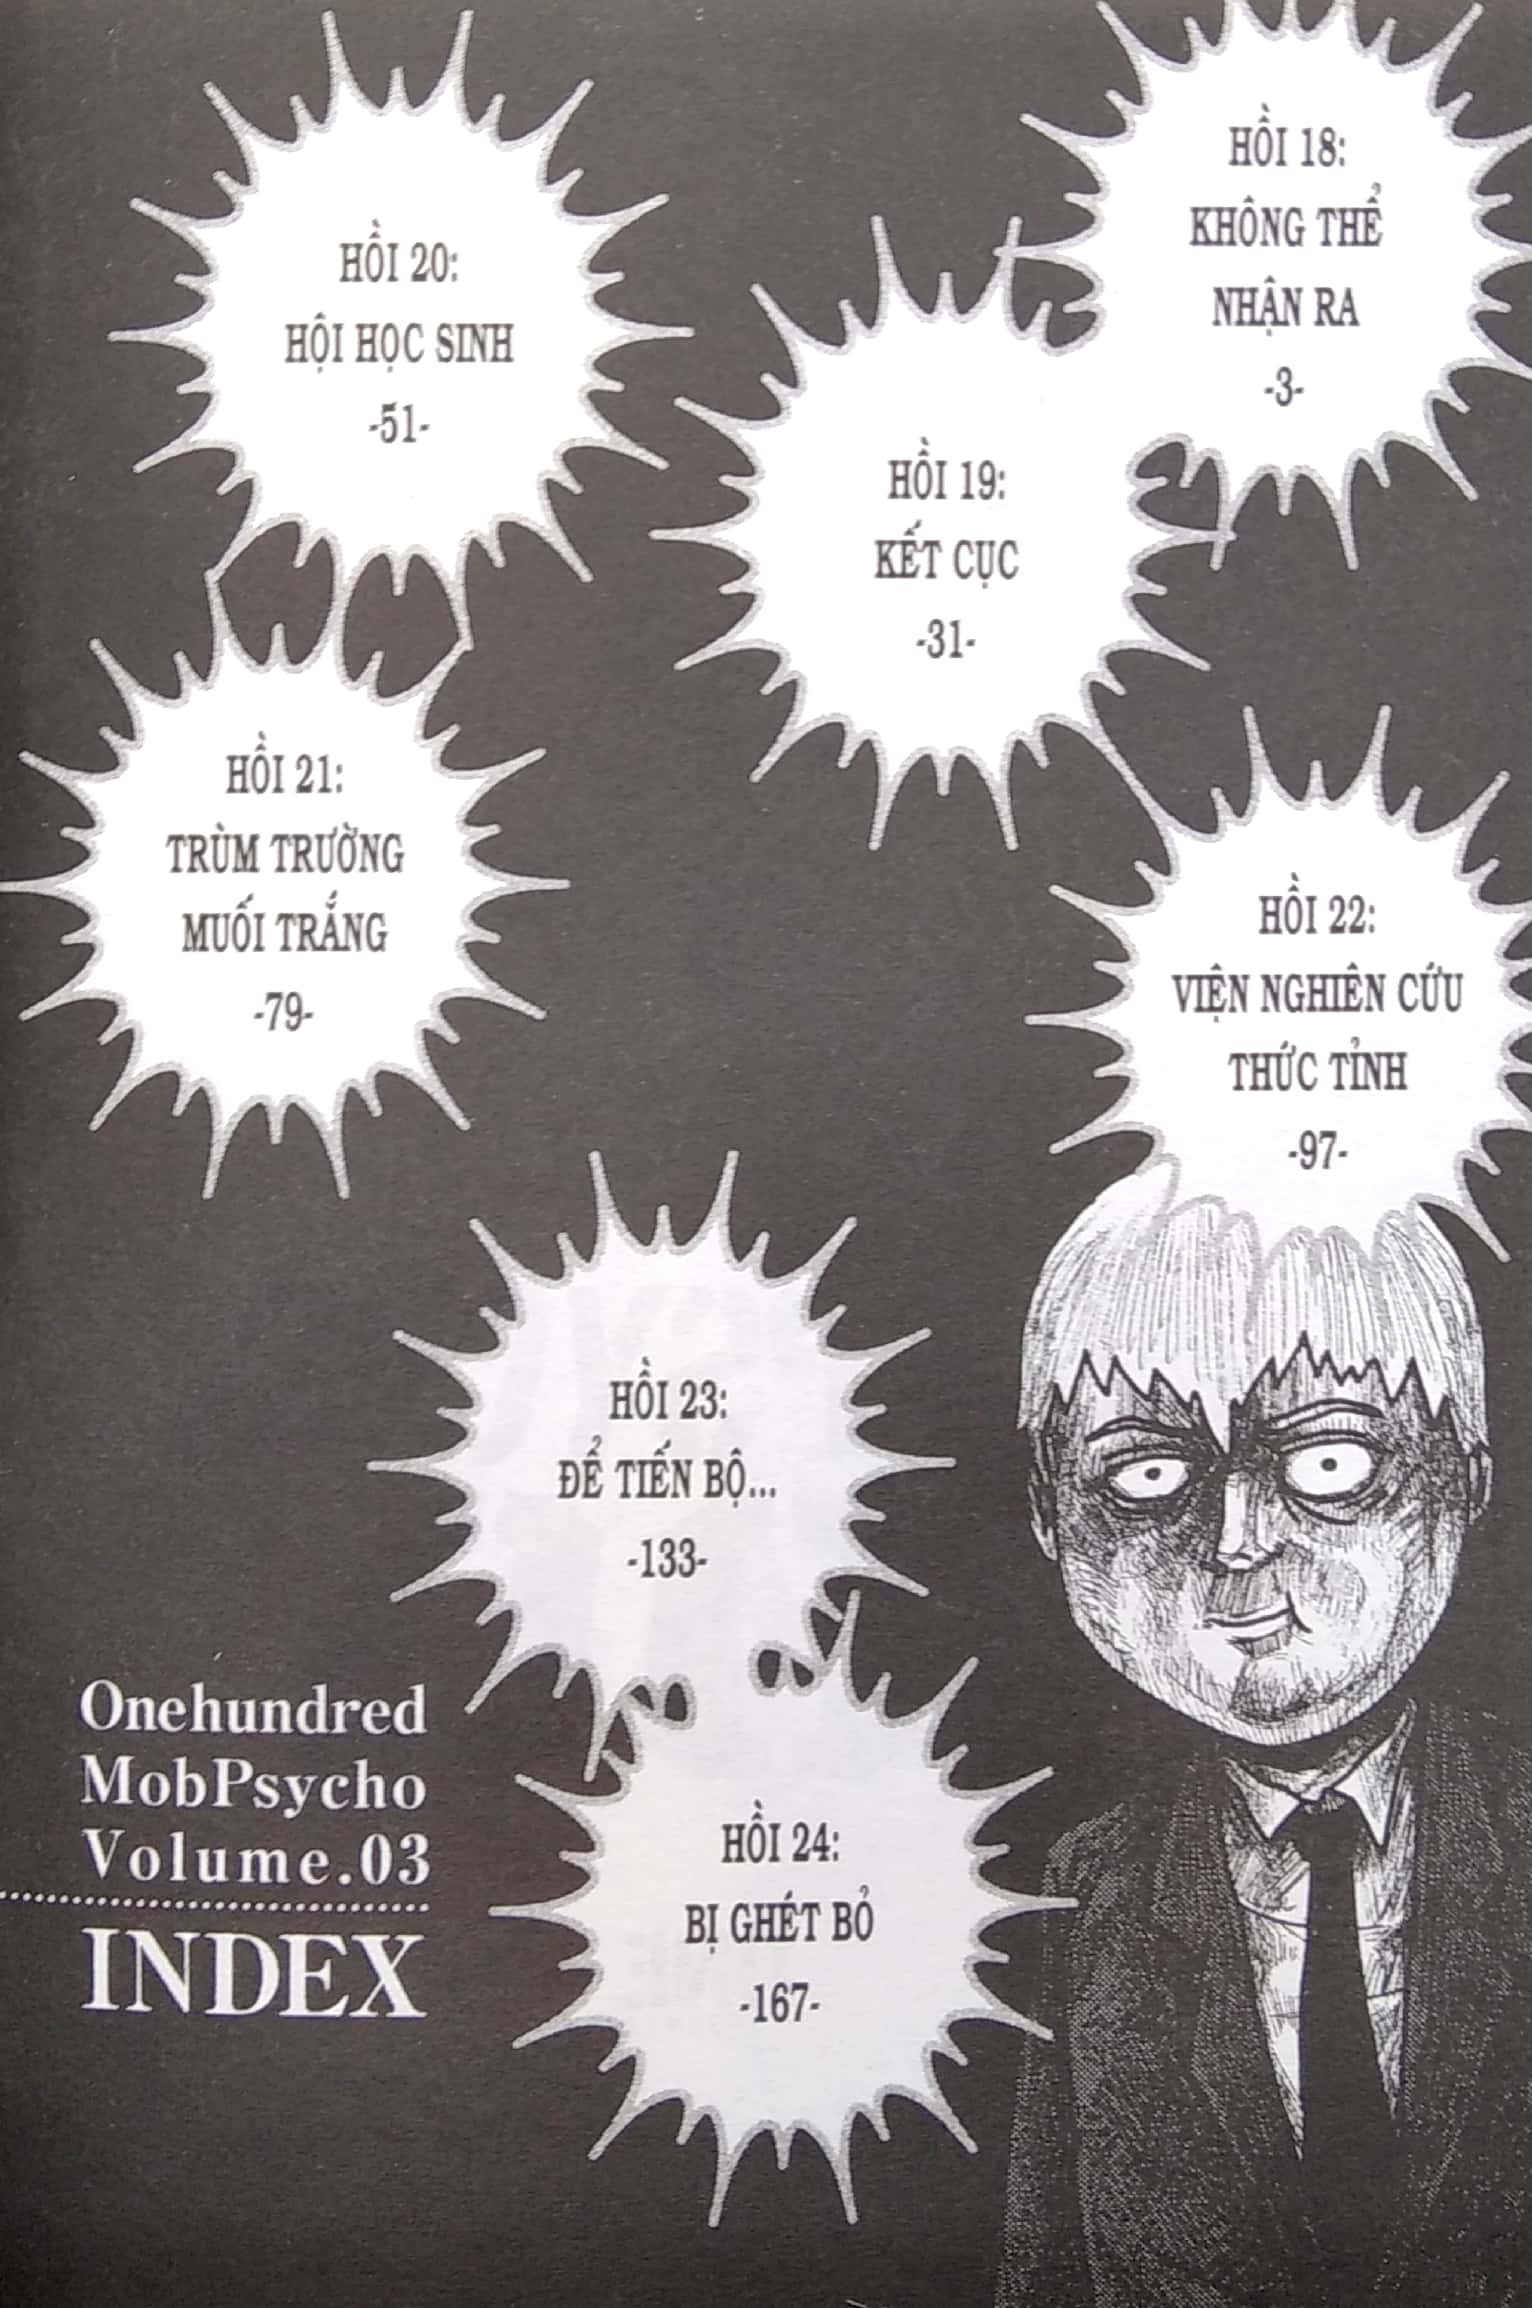 HỒI 18:
KHÔNG THỂ
NHẬN RA
-3-
HỒI 19:
KẾT CỤC
-31-
HỒI 20:
HỘI HỌC SINH
-51-
HỒI 21:
TRÙM TRƯỜNG
MUỐI TRẮNG
-79-
HỒI 22:
VIỆN NGHIÊN CỨU
THỨC TỈNH
-97-
HỒI 23:
ĐỂ TIẾN BỘ...
-133-
HỒI 24:
BỊ GHÉT BỎ
-167-
Onehundred
MobPsycho
Volume.03
INDEX